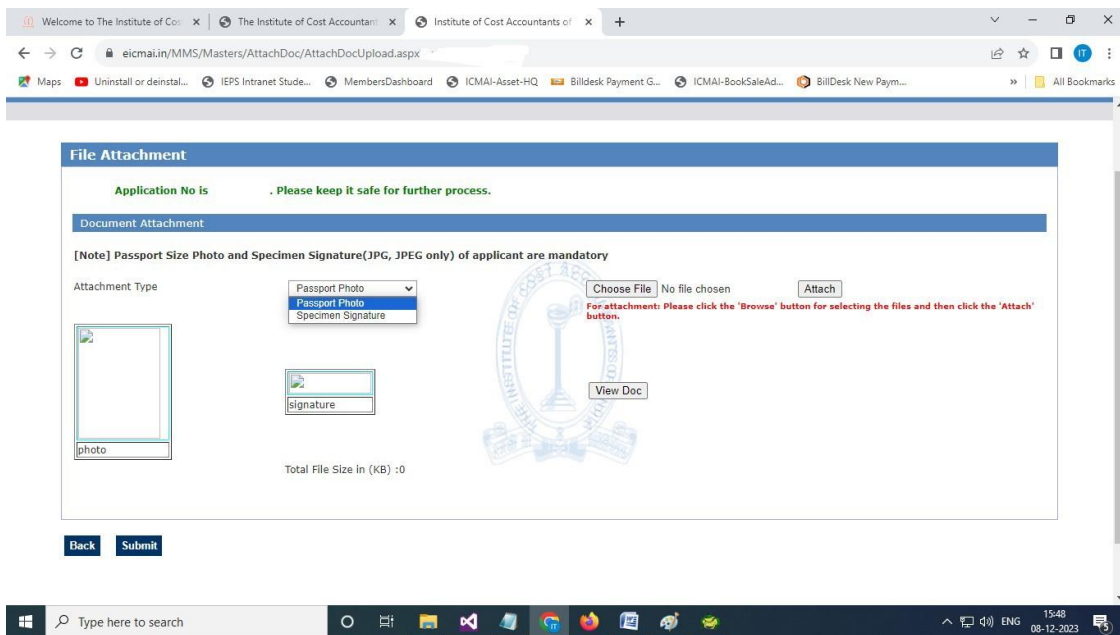 Welcome to The Institute of Cos
The Institute of Cost Accountant
Institute of Cost Accountants of
eicmai.in/MMS/Masters/AttachDoc/AttachDocUpload.aspx
IT
Maps
Uninstall or deinstal...
IEPS Intranet Stude...
MembersDashboard
ICMAI-Asset-HQ
Billdesk Payment G...
ICMAI-BookSaleAd...
BillDesk New Paym...
»
All Bookmarks
File Attachment
Application No is . Please keep it safe for further process.
Document Attachment
[Note] Passport Size Photo and Specimen Signature(JPG, JPEG only) of applicant are mandatory
Attachment Type
Passport Photo
Passport Photo
Specimen Signature
Choose File No file chosen
Attach
For attachment: Please click the 'Browse' button for selecting the files and then click the 'Attach'
button.
signature
View Doc
photo
Total File Size in (KB) :0
Back
Submit
Type here to search
ENG
15:48
08-12-2023
5